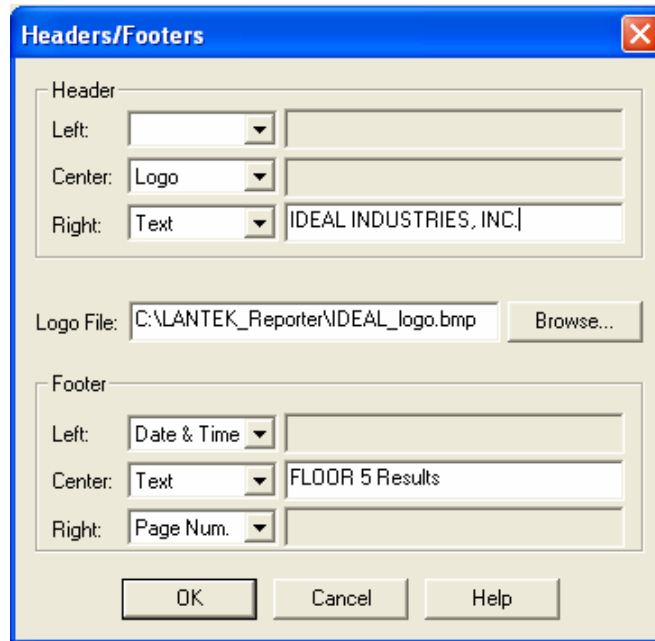 Headers/Footers
Header
Left:
Center: Logo
Right: Text IDEAL INDUSTRIES, INC.
Logo File: C:\LANTEK_Reporter\IDEAL_logo.bmp Browse...
Footer
Left: Date & Time
Center: Text FLOOR 5 Results
Right: Page Num.
OK Cancel Help